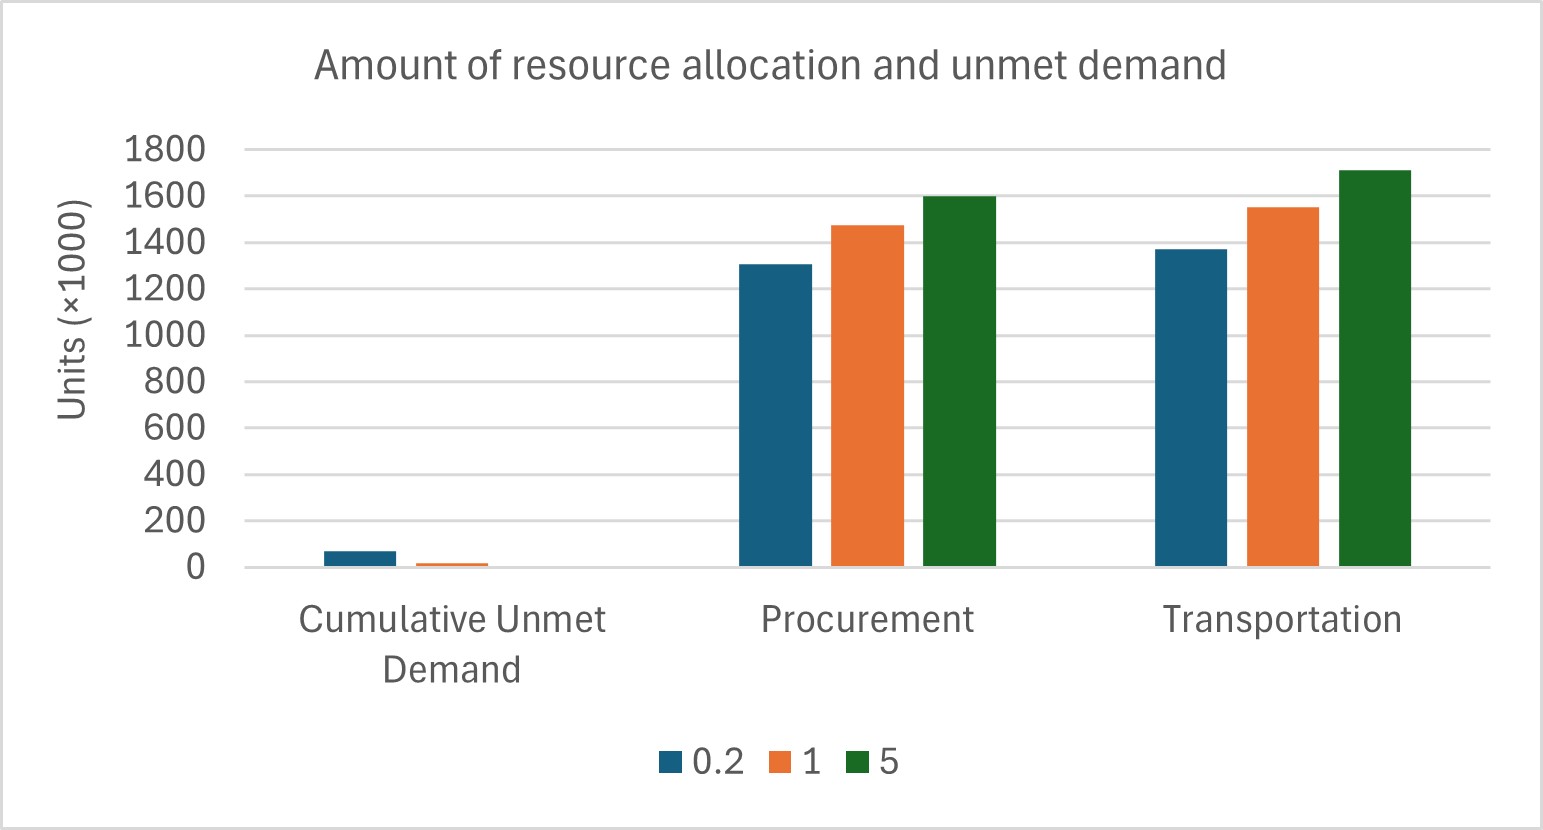 Amount of resource allocation and unmet demand
Units (×1000)
1800
1600
1400
1200
1000
800
600
400
200
0
Cumulative Unmet
Demand
Procurement
Transportation
0.2 1 5